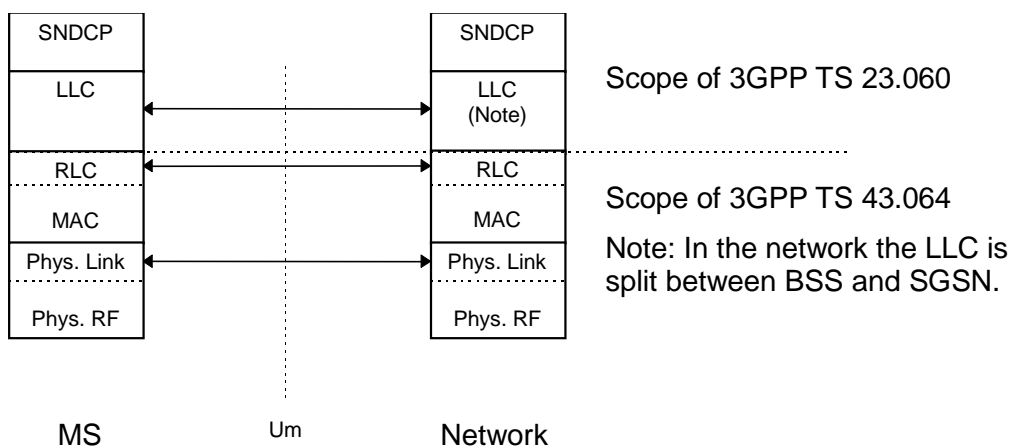 SNDCP
LLC
RLC
MAC
Phys. Link
Phys. RF
MS
Um
SNDCP
LLC
(Note)
RLC
MAC
Phys. Link
Phys. RF
Network
Scope of 3GPP TS 23.060
Scope of 3GPP TS 43.064
Note: In the network the LLC is
split between BSS and SGSN.